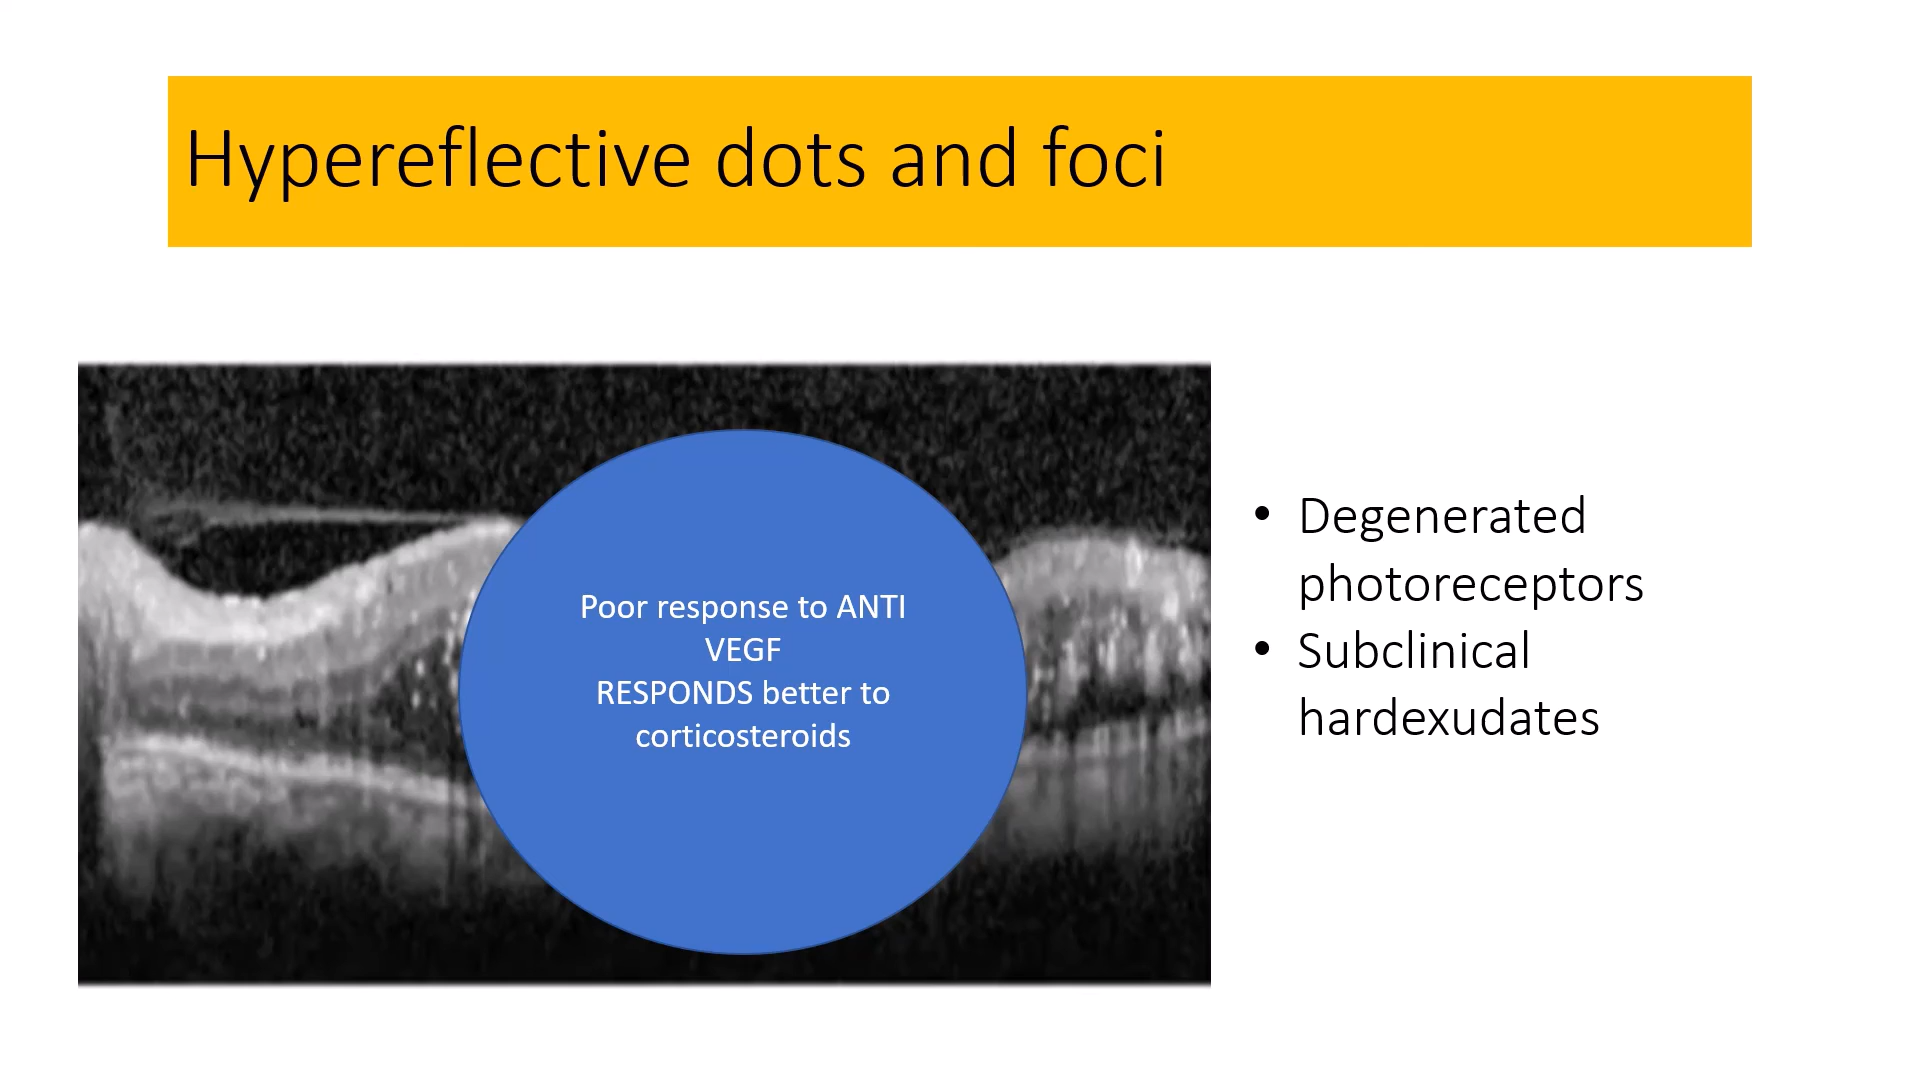 Hypereflective dots and foci
Poor response to ANTI
VEGF
RESPONDS better to
corticosteroids
• Degenerated
photoreceptors
• Subclinical
hardexudates